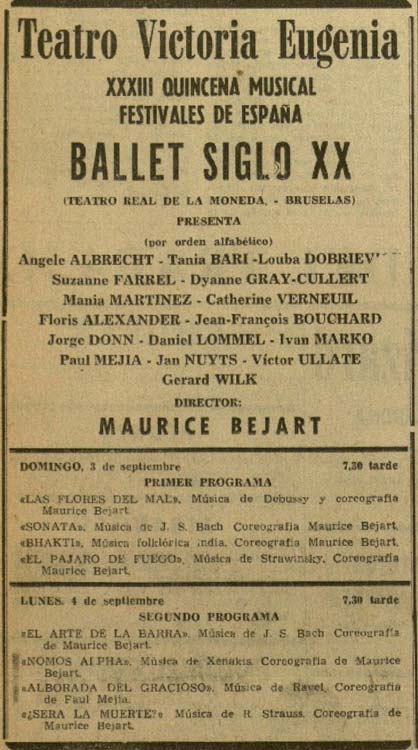 Teatro Victoria Eugenia
XXXIII QUINCENA MUSICAL
FESTIVALES DE ESPAÑA
BALLET SIGLO XX
(TEATRO REAL DE LA MONEDA. - BRUSELAS)
PRESENTA
(por orden alfabético)
Angele ALBRECHT - Tania BARI - Louba DOBRIEV
Suzanne FARREL - Dyanne GRAY-CULLERT
Mania MARTINEZ - Catherine VERNEUIL
Floris ALEXANDER - Jean-François BOUCHARD
Jorge DONN - Daniel LOMMEL - Ivan MARKO
Paul MEJIA - Jan NUYTS - Víctor ULLATE
Gerard WILK
DIRECTOR:
MAURICE BEJART
DOMINGO, 3 de septiembre 7,30 tarde
PRIMER PROGRAMA
«LAS FLORES DEL MAL». Música de Debussy y coreografía
Maurice Bejart.
«SONATA». Música de J. S. Bach Coreografía Maurice Bejart.
«BHAKTI». Música folklórica india. Coreografía Maurice Bejart.
«EL PAJARO DE FUEGO». Música de Strawinsky. Coreografía
Maurice Bejart.
LUNES. 4 de septiembre 7,30 tarde
SEGUNDO PROGRAMA
«EL ARTE DE LA BARRA». Música de J. S. Bach Coreografía
de Maurice Bejart.
«NOMOS ALPHA». Música de Xenakis. Coreografía de Maurice
Bejart.
«ALBORADA DEL GRACIOSO». Música de Ravel. Coreografía
de Paul Mejía.
«¿SERA LA MUERTE?» Música de R. Strauss. Coreografía de
Maurice Bejart.